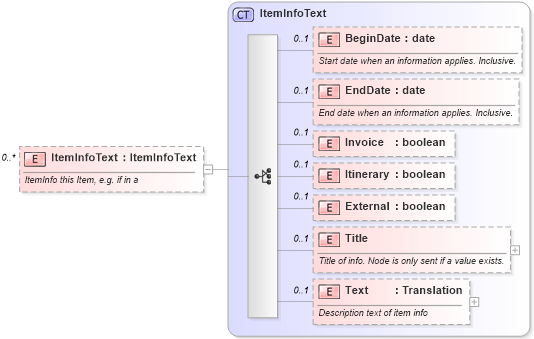 CT ItemInfoText
0..1 E BeginDate : date
Start date when an information applies. Inclusive.
0..1 E EndDate : date
End date when an information applies. Inclusive.
0..1 E Invoice : boolean
0..* E ItemInfoText : ItemInfoText
ItemInfo this Item, e.g. if in a
0..1 E Itinerary : boolean
0..1 E External : boolean
0..1 E Title
Title of info. Node is only sent if a value exists.
0..1 E Text : Translation
Description text of item info